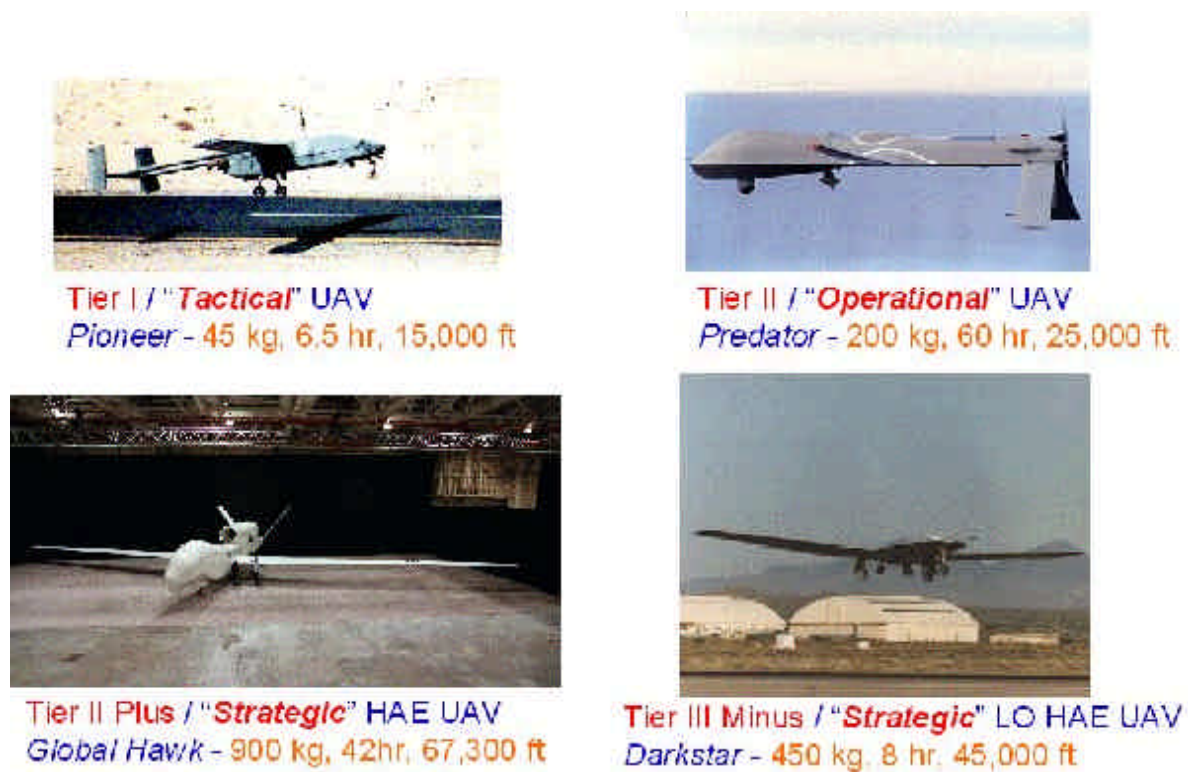 Tier I / "Tactical" UAV
Pioneer - 45 kg, 6.5 hr, 15,000 ft
Tier II / "Operational" UAV
Predator - 200 kg, 60 hr, 25,000 ft
Tier II Plus / "Strategic" HAE UAV
Global Hawk - 900 kg, 42hr, 67,300 ft
Tier III Minus / "Strategic" LO HAE UAV
Darkstar - 450 kg, 8 hr, 45,000 ft